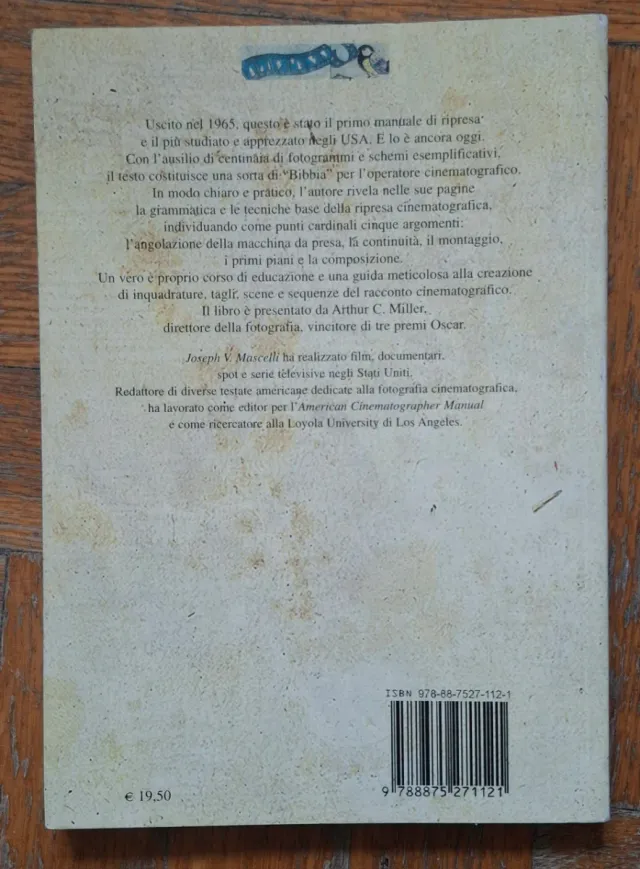 Uscito nel 1965, questo è stato il primo manuale di ripresa
e il più studiato e apprezzato negli USA. E lo è ancora oggi.
Con l'ausilio di centinaia di fotogrammi e schemi esemplificativi,
il testo costituisce una sorta di "Bibbia" per l'operatore cinematografico.
In modo chiaro e pratico, l'autore rivela nelle sue pagine
la grammatica e le tecniche base della ripresa cinematografica,
individuando come punti cardinali cinque argomenti:
l'angolazione della macchina da presa, la continuità, il montaggio,
i primi piani e la composizione.
Un vero e proprio corso di educazione e una guida meticolosa alla creazione
di inquadrature, tagli, scene e sequenze del racconto cinematografico.
Il libro è presentato da Arthur C. Miller,
direttore della fotografia, vincitore di tre premi Oscar.
Joseph V. Mascelli ha realizzato film, documentari,
spot e serie televisive negli Stati Uniti.
Redattore di diverse testate americane dedicate alla fotografia cinematografica,
ha lavorato come editor per l'American Cinematographer Manual
e come ricercatore alla Loyola University di Los Angeles.
ISBN 978-88-7527-112-1
9 788875 271121
€ 19,50